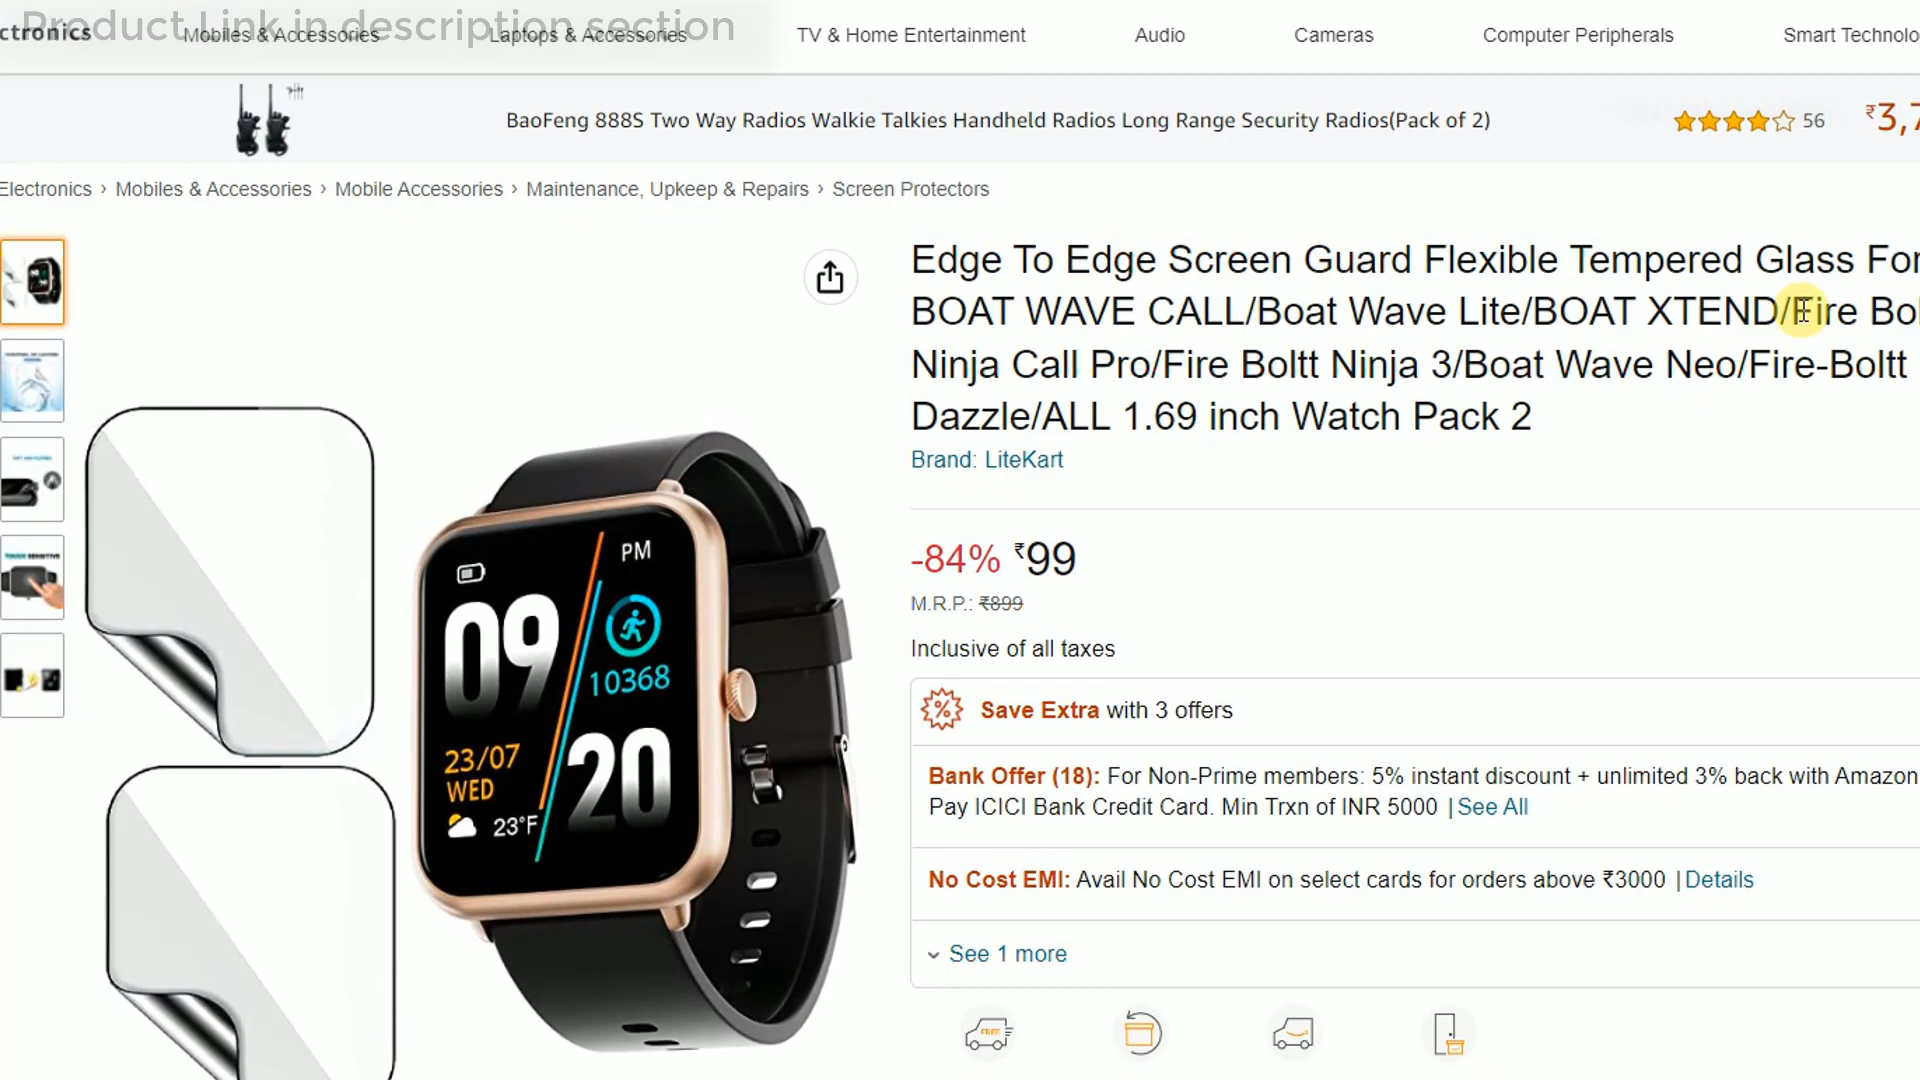 Product Link in description section
ctronics Mobiles & Accessories Laptops & Accessories TV & Home Entertainment Audio Cameras Computer Peripherals Smart Technolo
BaoFeng 888S Two Way Radios Walkie Talkies Handheld Radios Long Range Security Radios(Pack of 2) 56 ₹3,7
Electronics › Mobiles & Accessories › Mobile Accessories › Maintenance, Upkeep & Repairs › Screen Protectors
Edge To Edge Screen Guard Flexible Tempered Glass For
BOAT WAVE CALL/Boat Wave Lite/BOAT XTEND/Fire Bol
Ninja Call Pro/Fire Boltt Ninja 3/Boat Wave Neo/Fire-Boltt
Dazzle/ALL 1.69 inch Watch Pack 2
Brand: LiteKart
-84% ₹99
M.R.P.: ₹899
Inclusive of all taxes
Save Extra with 3 offers
Bank Offer (18): For Non-Prime members: 5% instant discount + unlimited 3% back with Amazon
Pay ICICI Bank Credit Card. Min Trxn of INR 5000 | See All
No Cost EMI: Avail No Cost EMI on select cards for orders above ₹3000 | Details
See 1 more
FREE
PM
09
10368
23/07
WED
20
23°F